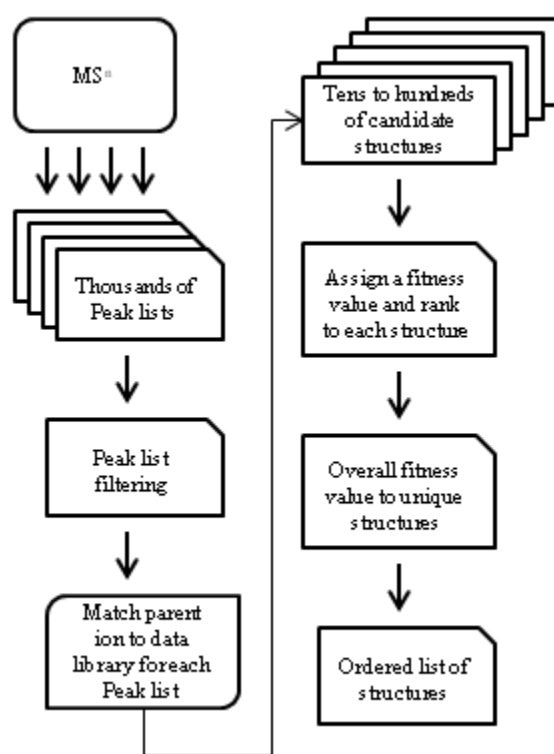 MSⁿ
Thousands of
Peak lists
Peak list
filtering
Match parent
ion to data
library foreach
Peak list
Tens to hundreds
of candidate
structures
Assign a fitness
value and rank
to each structure
Overall fitness
value to unique
structures
Ordered list of
structures